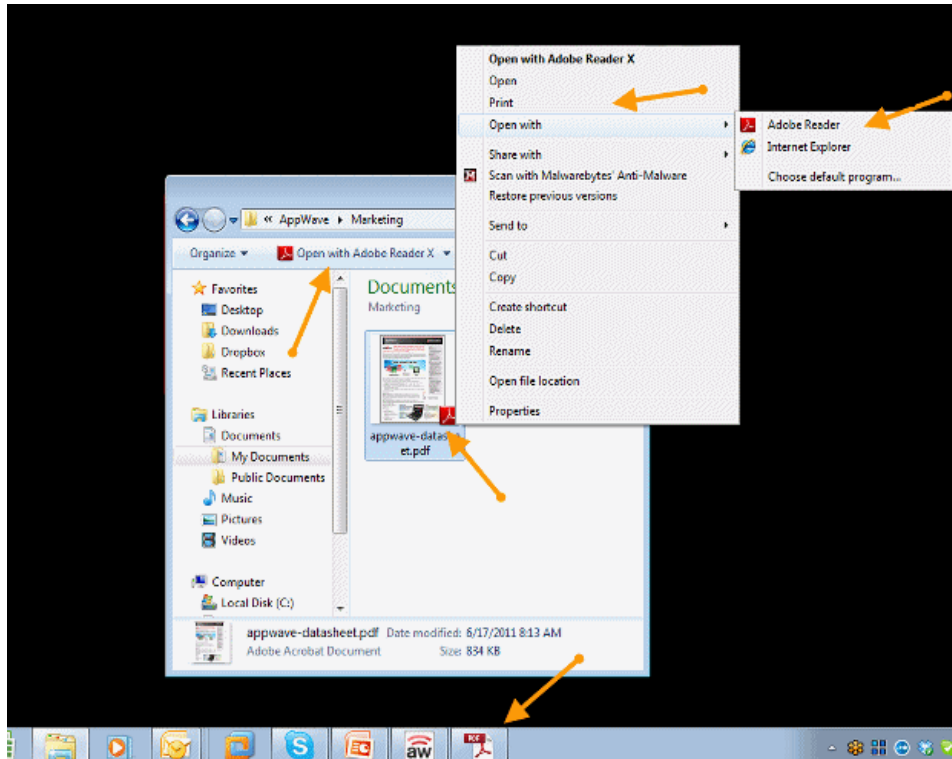 Open with Adobe Reader X
Open
Print
Open with
Adobe Reader
Internet Explorer
Choose default program...
Share with
Scan with Malwarebytes' Anti-Malware
Restore previous versions
Send to
Cut
Copy
Create shortcut
Delete
Rename
Open file location
Properties
« AppWave Marketing
Organize Open with Adobe Reader X
Favorites
Desktop
Downloads
Dropbox
Recent Places
Libraries
Documents
My Documents
Public Documents
Music
Pictures
Videos
Computer
Local Disk (C:)
Documents
Marketing
appwave-datas
et.pdf
appwave-datasheet.pdf Date modified: 6/17/2011 8:13 AM
Adobe Acrobat Document Size: 834 KB
S
aw
PDF